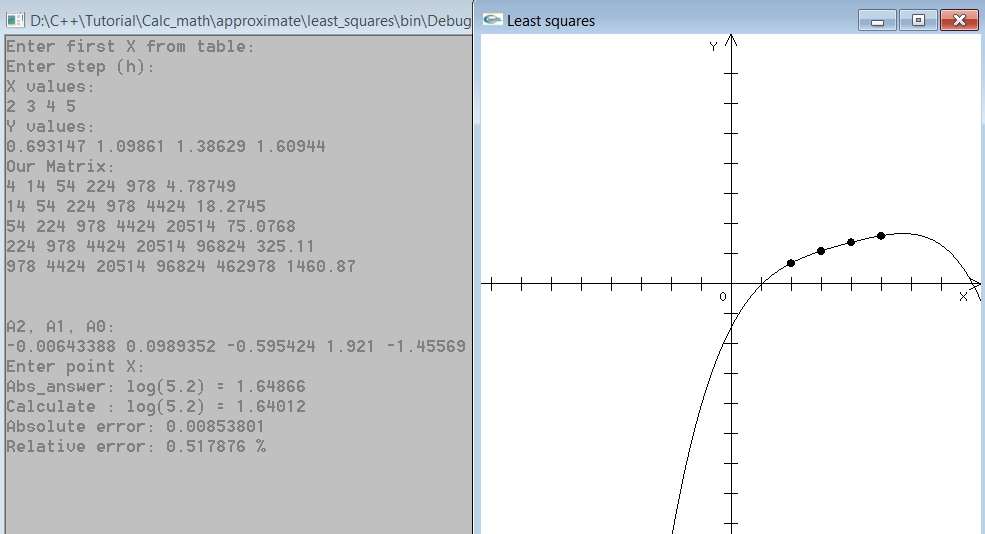 D:\C++\Tutorial\Calc_math\approximate\least_squares\bin\Debug
Enter first X from table:
Enter step (h):
X values:
2 3 4 5
Y values:
0.693147 1.09861 1.38629 1.60944
Our Matrix:
4 14 54 224 978 4.78749
14 54 224 978 4424 18.2745
54 224 978 4424 20514 75.0768
224 978 4424 20514 96824 325.11
978 4424 20514 96824 462978 1460.87
A2, A1, A0:
-0.00643388 0.0989352 -0.595424 1.921 -1.45569
Enter point X:
Abs_answer: log(5.2) = 1.64866
Calculate : log(5.2) = 1.64012
Absolute error: 0.00853801
Relative error: 0.517876 %
Least squares
Y
0
X